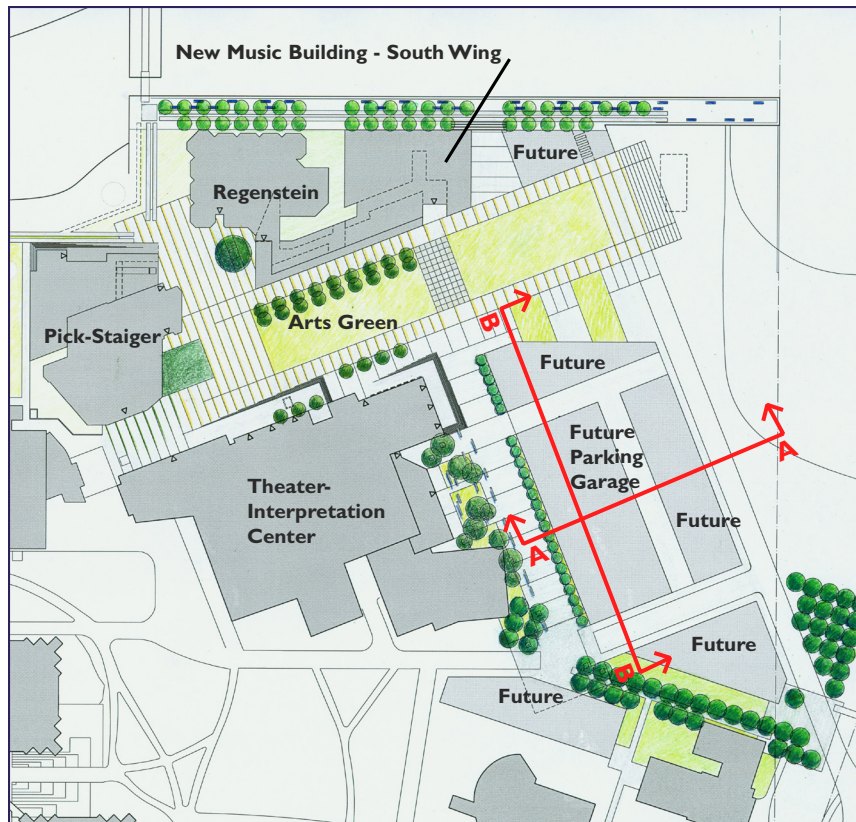 New Music Building - South Wing
Future
Regenstein
Arts Green
Pick-Staiger
B
Future
Future
Parking
Garage
A
Theater-
Interpretation
Center
Future
A
Future
B
Future